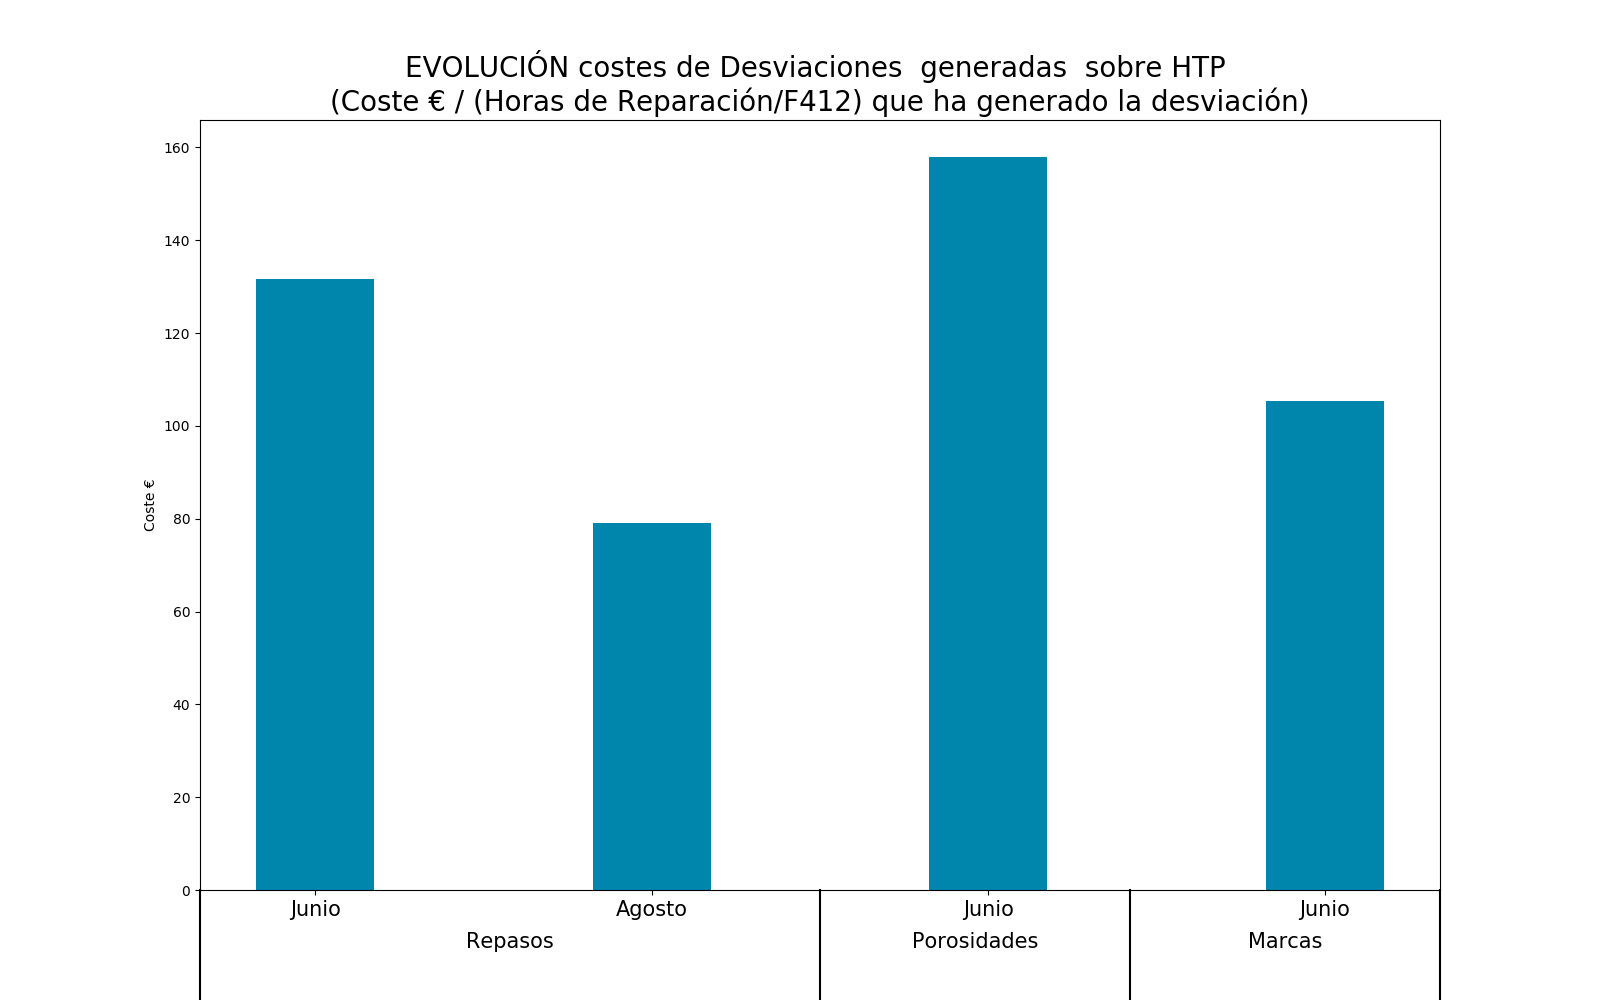 EVOLUCIÓN costes de Desviaciones  generadas  sobre HTP
(Coste € / (Horas de Reparación/F412) que ha generado la desviación)
160
140
120
100
80
60
40
20
0
Coste €
Junio Agosto Junio Junio
Repasos Porosidades Marcas